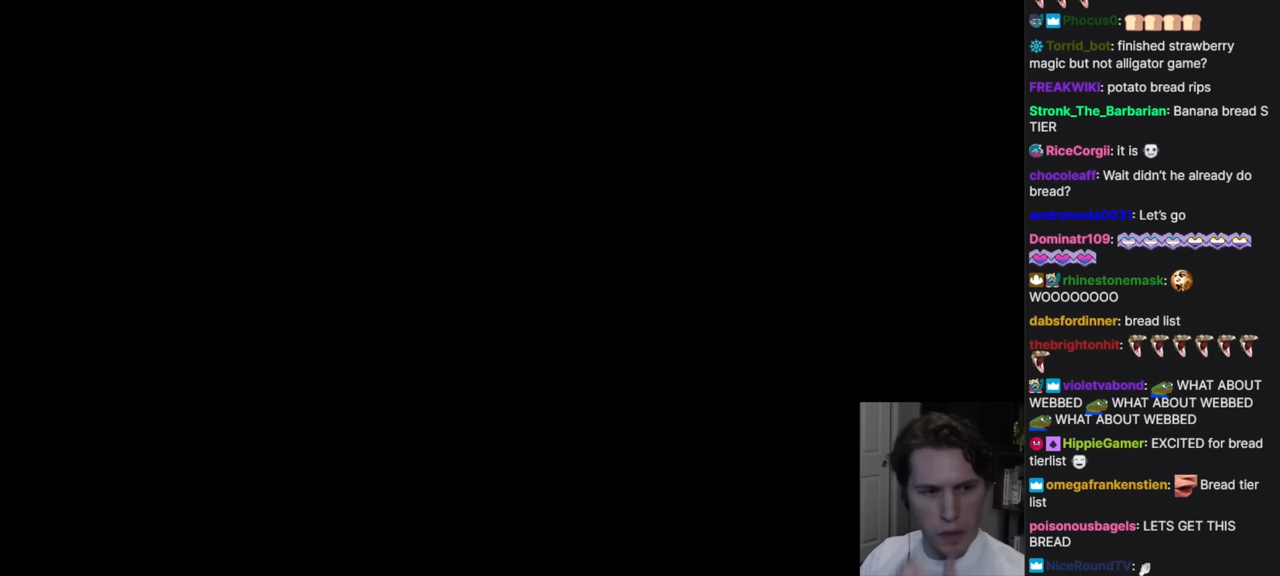 Phocus0:
Torrid_bot: finished strawberry
magic but not alligator game?
FREAKWIKI: potato bread rips
Stronk_The_Barbarian: Banana bread S
TIER
RiceCorgii: it is
chocoleaff: Wait didn't he already do
bread?
andromeda0031: Let's go
Dominatr109:
rhinestonemask:
WOOOOOOOO
dabsfordinner: bread list
thebrightonhit:
violetvabond: WHAT ABOUT
WEBBED WHAT ABOUT WEBBED
WHAT ABOUT WEBBED
HippieGamer: EXCITED for bread
tierlist
omegafrankenstien: Bread tier
list
poisonousbagels: LETS GET THIS
BREAD
NiceRoundTV: